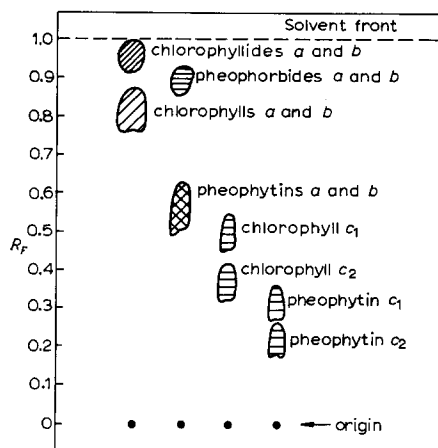 Solvent front
1.0
chlorophyllides a and b
0.9
pheophorbides a and b
0.8
chlorophylls a and b
0.7
0.6
pheophytins a and b
0.5
chlorophyll c₁
R_F
0.4
chlorophyll c₂
0.3
pheophytin c₁
0.2
pheophytin c₂
0.1
0
origin